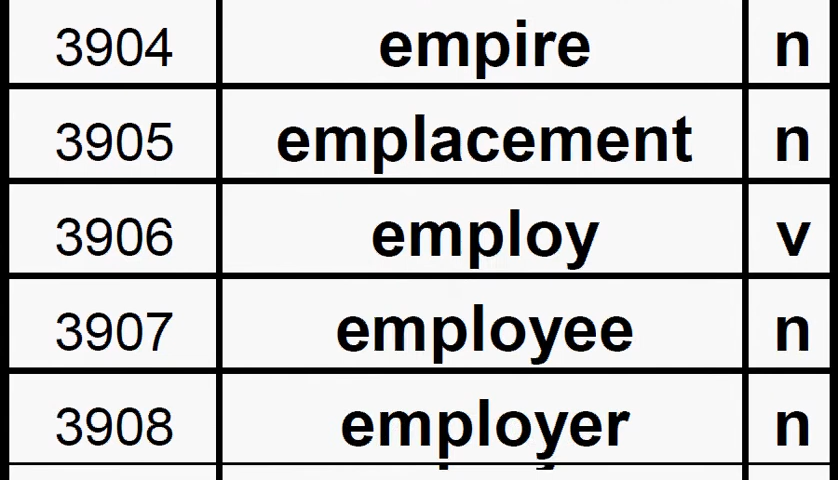 3904 empire n
3905 emplacement n
3906 employ v
3907 employee n
3908 employer n